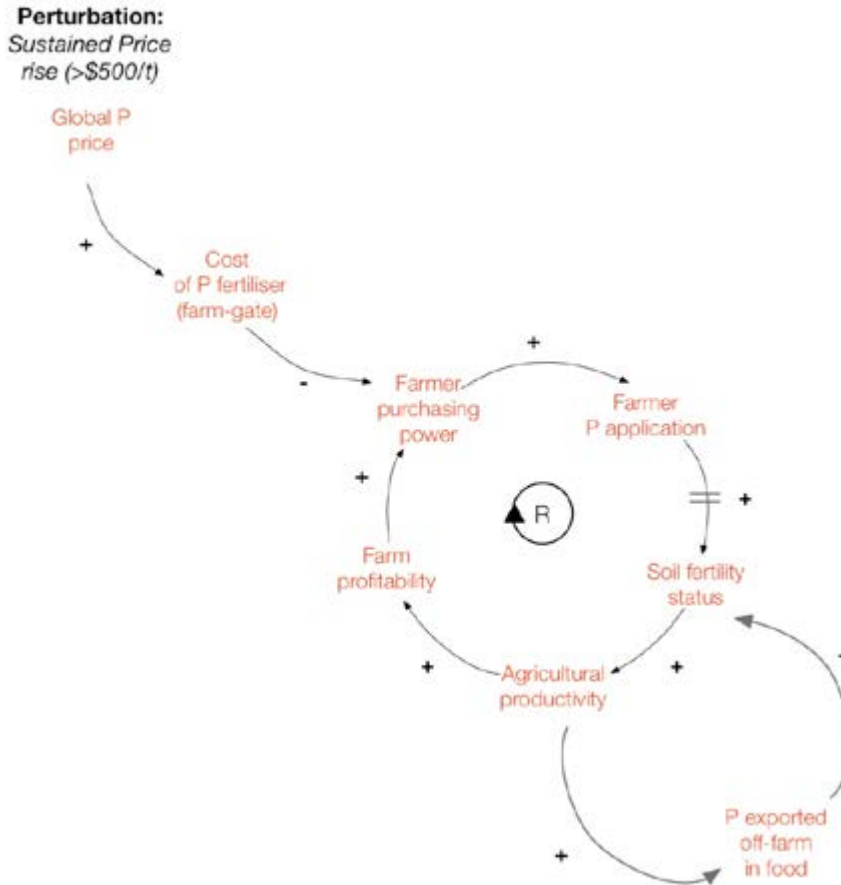 Perturbation:
Sustained Price
rise (>$500/t)
Global P
price
+
Cost
of P fertiliser
(farm-gate)
-
+
Farmer
purchasing
power
Farmer
P application
+
+
R
Farm
profitability
Soil fertility
status
+
+
Agricultural
productivity
+
P exported
off-farm
in food